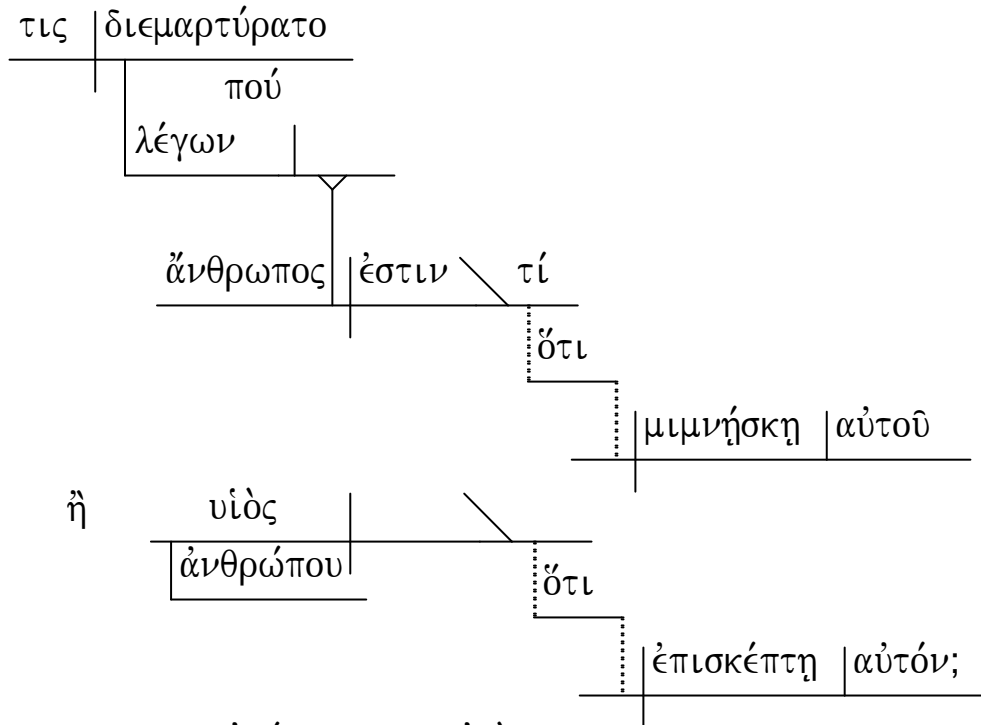 τις διεμαρτύρατο
πού
λέγων
ἄνθρωπος ἐστιν τί
ὅτι
μιμνῄσκῃ αὐτοῦ
ἢ υἱὸς
ἀνθρώπου
ὅτι
ἐπισκέπτῃ αὐτόν;